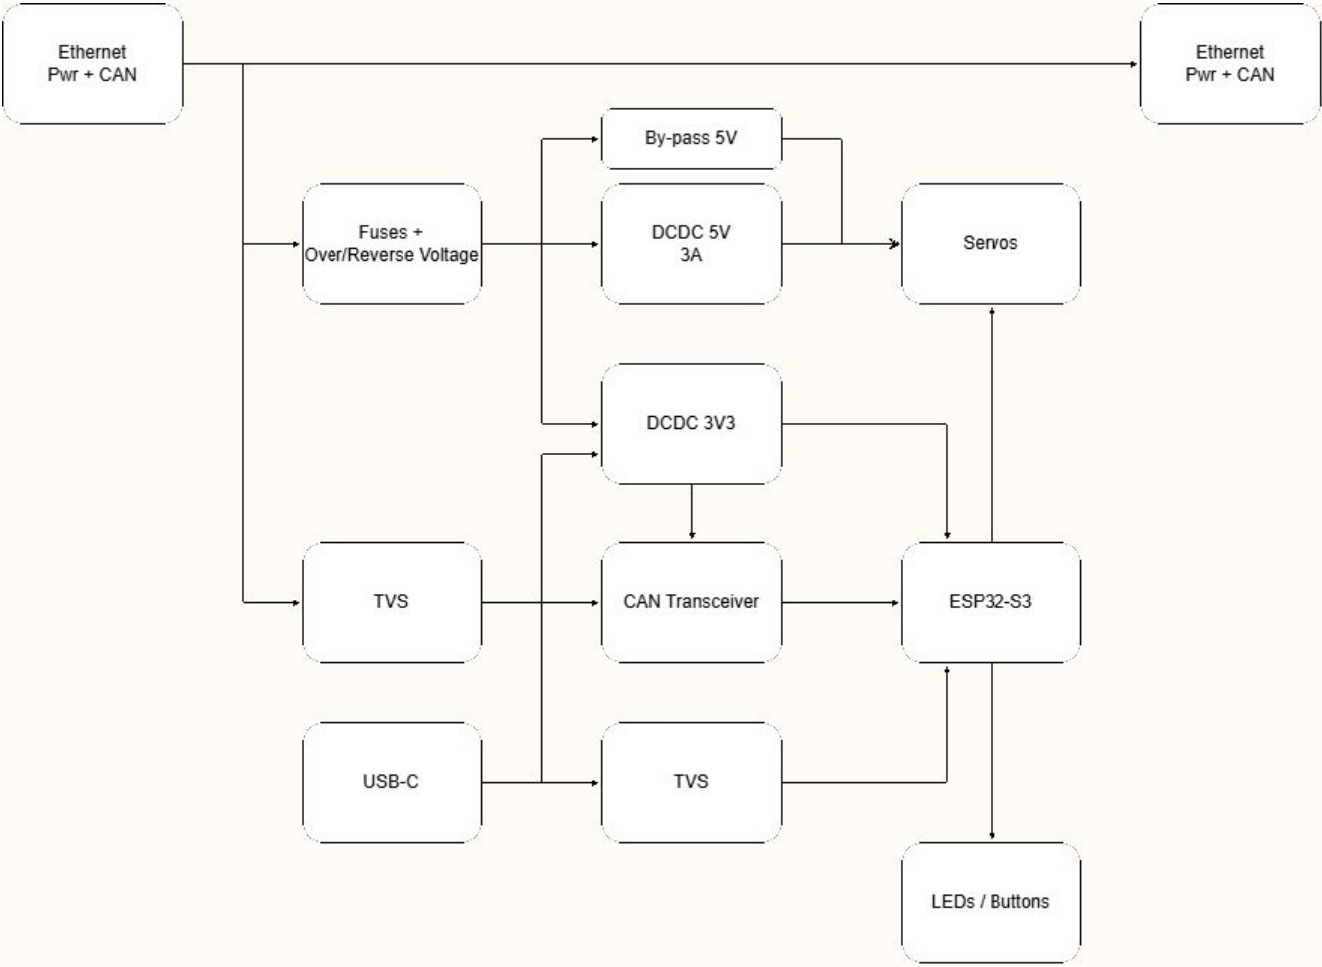 Ethernet
Pwr + CAN
Ethernet
Pwr + CAN
By-pass 5V
Fuses +
Over/Reverse Voltage
DCDC 5V
3A
Servos
DCDC 3V3
TVS
CAN Transceiver
ESP32-S3
USB-C
TVS
LEDs / Buttons